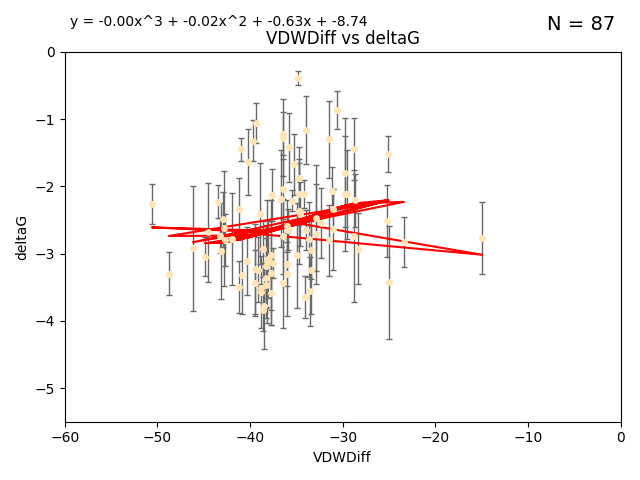 y = -0.00x^3 + -0.02x^2 + -0.63x + -8.74
N = 87
VDWDiff vs deltaG
deltaG
0
−1
−2
−3
−4
−5
−60
−50
−40
−30
−20
−10
0
VDWDiff